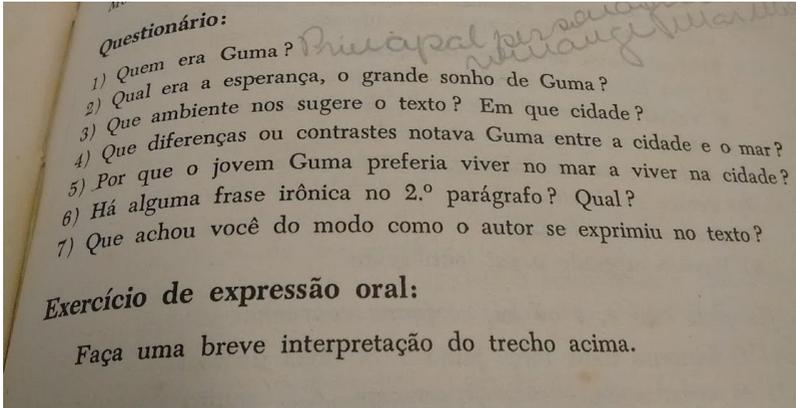 Questionário:
1) Quem era Guma? Principal personagem
2) Qual era a esperança, o grande sonho de Guma?
3) Que ambiente nos sugere o texto? Em que cidade?
4) Que diferenças ou contrastes notava Guma entre a cidade e o mar?
5) Por que o jovem Guma preferia viver no mar a viver na cidade?
6) Há alguma frase irônica no 2.º parágrafo? Qual?
7) Que achou você do modo como o autor se exprimiu no texto?
Exercício de expressão oral:
Faça uma breve interpretação do trecho acima.